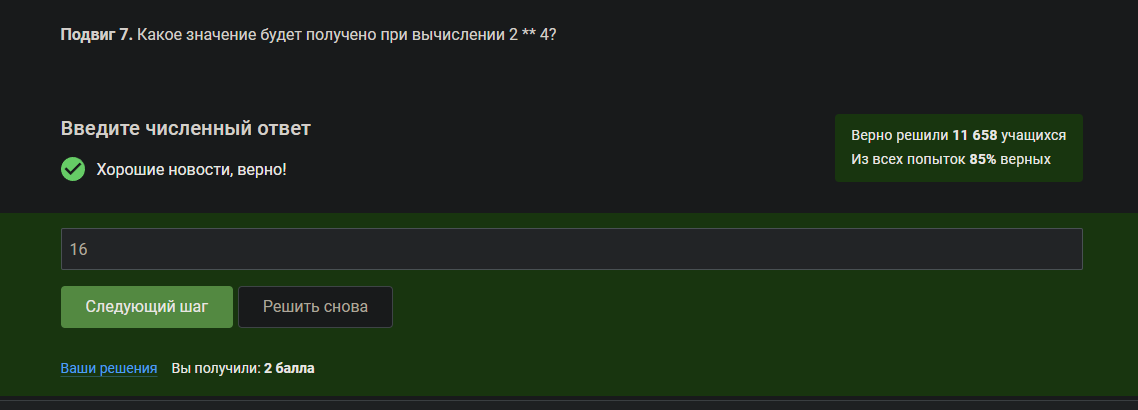 Подвиг 7. Какое значение будет получено при вычислении 2 ** 4?
Введите численный ответ
Хорошие новости, верно!
Верно решили 11 658 учащихся
Из всех попыток 85% верных
16
Следующий шаг
Решить снова
Ваши решения Вы получили: 2 балла